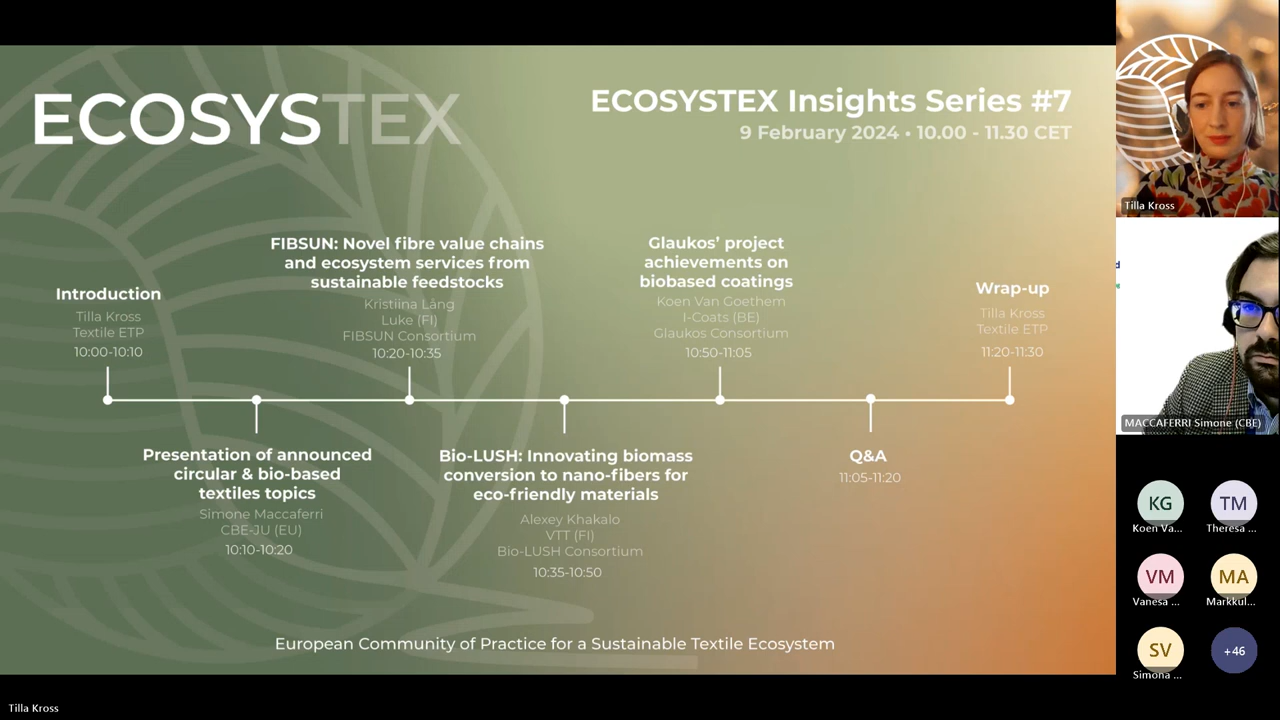 ECOSYSTEX
ECOSYSTEX Insights Series #7
9 February 2024 • 10.00 - 11.30 CET
Introduction
Tilla Kross
Textile ETP
10:00-10:10
Presentation of announced
circular & bio-based
textiles topics
Simone Maccaferri
CBE-JU (EU)
10:10-10:20
FIBSUN: Novel fibre value chains
and ecosystem services from
sustainable feedstocks
Kristiina Lång
Luke (FI)
FIBSUN Consortium
10:20-10:35
Bio-LUSH: Innovating biomass
conversion to nano-fibers for
eco-friendly materials
Alexey Khakalo
VTT (FI)
Bio-LUSH Consortium
10:35-10:50
Glaukos' project
achievements on
biobased coatings
Koen Van Goethem
I-Coats (BE)
Glaukos Consortium
10:50-11:05
Q&A
11:05-11:20
Wrap-up
Tilla Kross
Textile ETP
11:20-11:30
European Community of Practice for a Sustainable Textile Ecosystem
Tilla Kross
Tilla Kross
MACCAFERRI Simone (CBE)
KG
Koen Va...
TM
Theresa ...
VM
Vanesa ...
MA
Markkul...
SV
Simona ...
+46